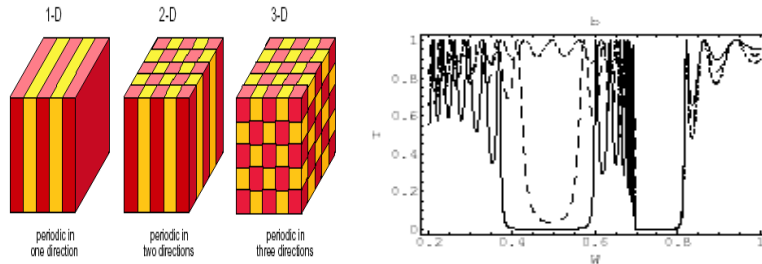 1-D
2-D
3-D
periodic in
one direction
periodic in
two directions
periodic in
three directions
b
1
0.8
0.6
0.4
0.2
0
T
0.2
0.4
0.6
0.8
1
W